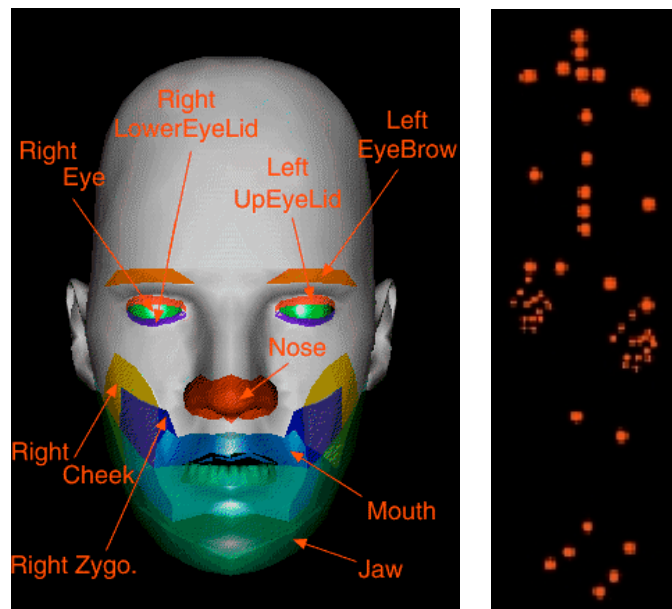 Right
LowerEyeLid
Left
EyeBrow
Right
Eye
Left
UpEyeLid
Nose
Right
Cheek
Mouth
Right Zygo.
Jaw